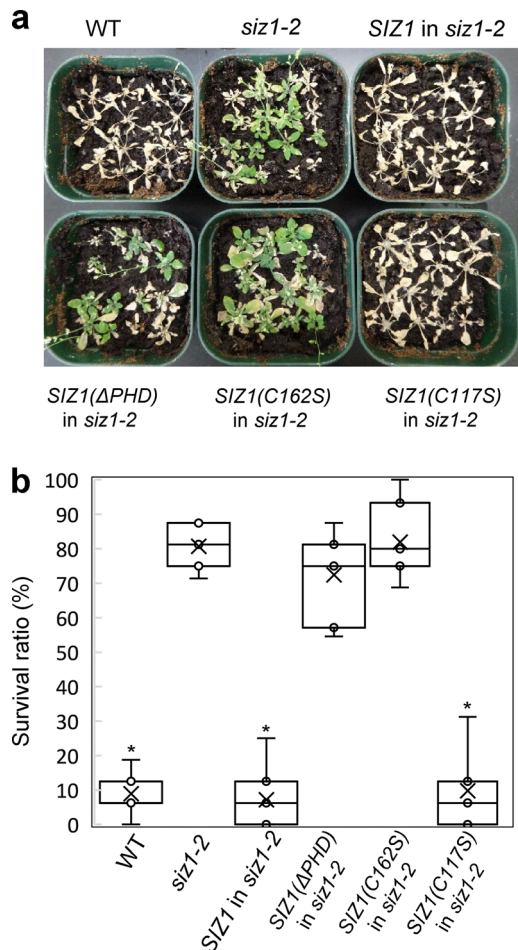 a
WT
siz1-2
SIZ1 in siz1-2
SIZ1(ΔPHD)
in siz1-2
SIZ1(C162S)
in siz1-2
SIZ1(C117S)
in siz1-2
b
Survival ratio (%)
100
90
80
70
60
50
40
30
20
10
0
*
*
*
WT
siz1-2
SIZ1 in siz1-2
SIZ1(ΔPHD)
in siz1-2
SIZ1(C162S)
in siz1-2
SIZ1(C117S)
in siz1-2